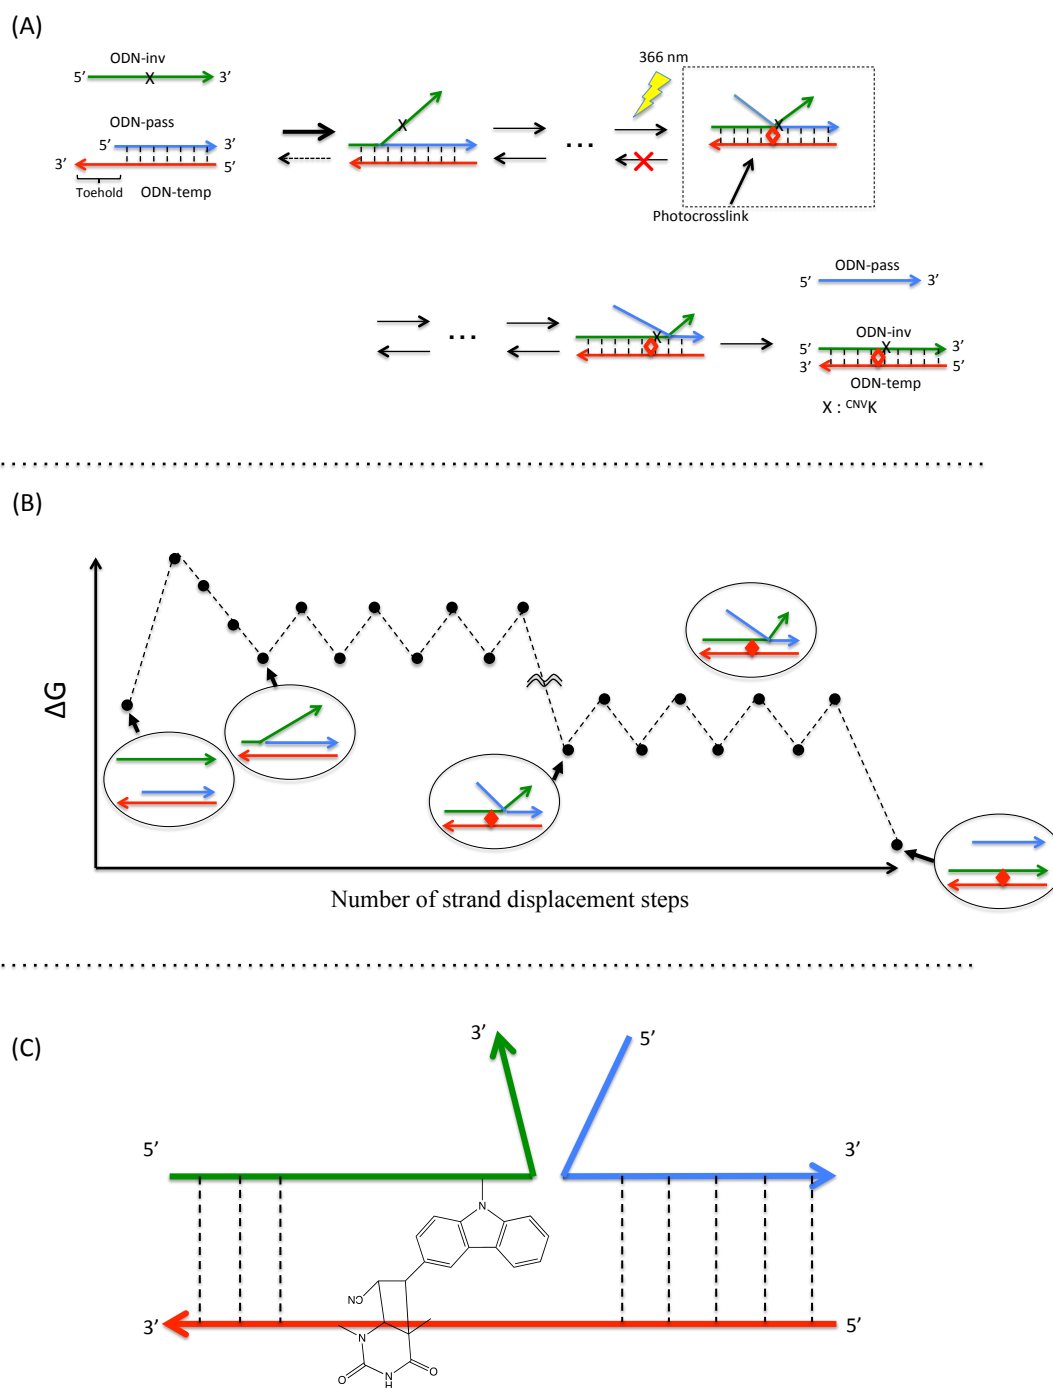 (A)
ODN-inv
5’ X 3’
ODN-pass
5’ 3’
3’ 5’
Toehold ODN-temp
X
...
366 nm
X
Photocrosslink
...
X
ODN-pass
5’ 3’
ODN-inv
5’ X 3’
3’ 5’
ODN-temp
X : CNVK
(B)
ΔG
Number of strand displacement steps
(C)
3’ 5’
5’ 3’
N
CN
3’ 5’
N
O N O
H